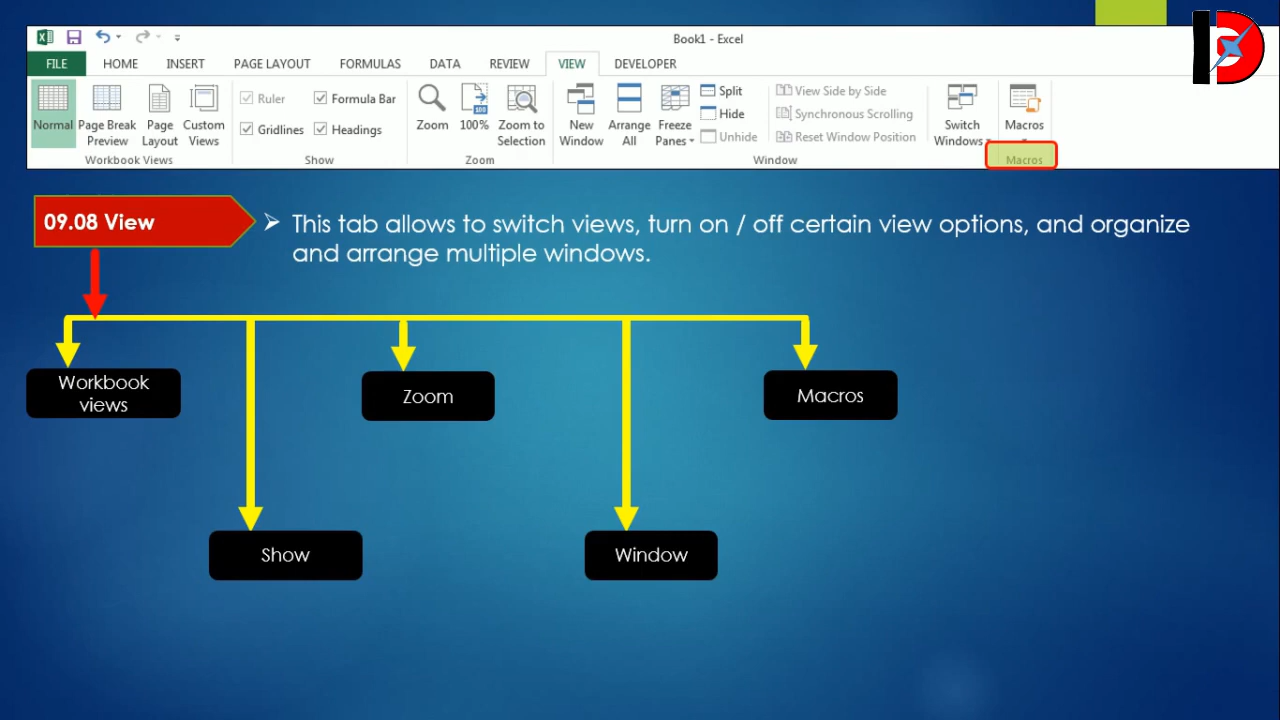 Book1 - Excel
FILE HOME INSERT PAGE LAYOUT FORMULAS DATA REVIEW VIEW DEVELOPER
Normal
Page Break Preview
Page Layout
Custom Views
Workbook Views
Ruler
Formula Bar
Gridlines
Headings
Show
Zoom
100%
Zoom to Selection
Zoom
New Window
Arrange All
Freeze Panes
Split
Hide
Unhide
View Side by Side
Synchronous Scrolling
Reset Window Position
Window
Switch Windows
Macros
Macros
09.08 View
This tab allows to switch views, turn on / off certain view options, and organize
and arrange multiple windows.
Workbook
views
Zoom
Macros
Show
Window